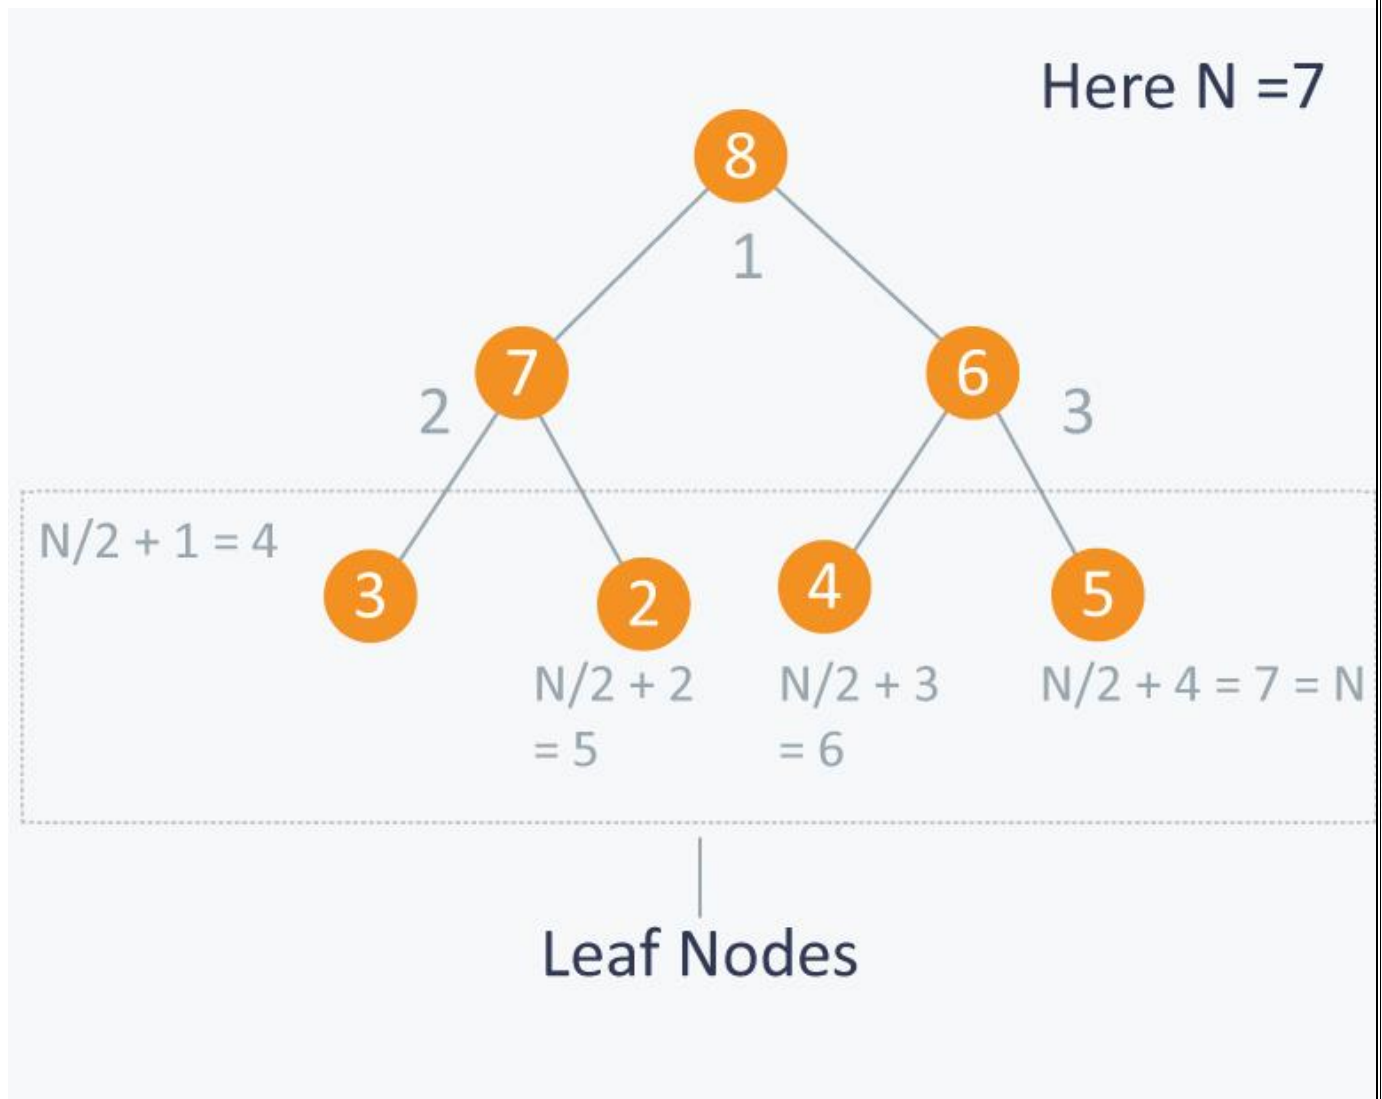 Here N =7
8
1
7
6
2
3
N/2 + 1 = 4
3
2
4
5
N/2 + 2
= 5
N/2 + 3
= 6
N/2 + 4 = 7 = N
Leaf Nodes